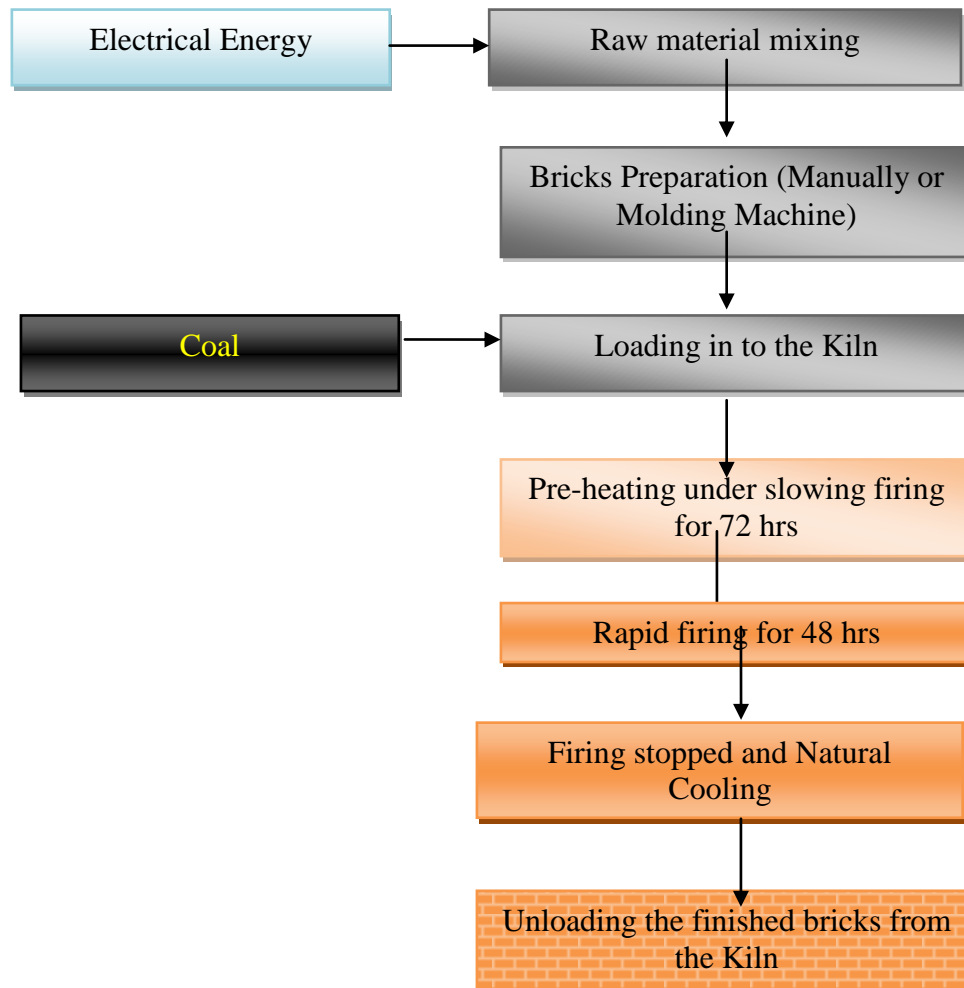 Electrical Energy
Raw material mixing
Bricks Preparation (Manually or
Molding Machine)
Coal
Loading in to the Kiln
Pre-heating under slowing firing
for 72 hrs
Rapid firing for 48 hrs
Firing stopped and Natural
Cooling
Unloading the finished bricks from
the Kiln